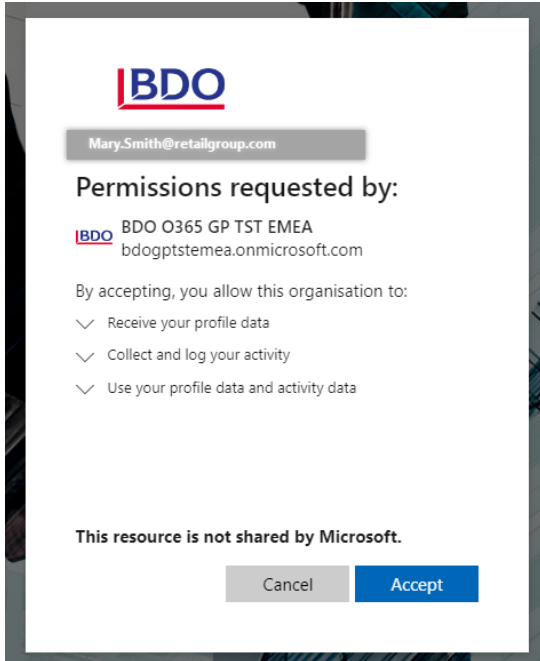 BDO
Mary.Smith@retailgroup.com
Permissions requested by:
BDO BDO O365 GP TST EMEA
bdogptstemea.onmicrosoft.com
By accepting, you allow this organisation to:
Receive your profile data
Collect and log your activity
Use your profile data and activity data
This resource is not shared by Microsoft.
Cancel Accept